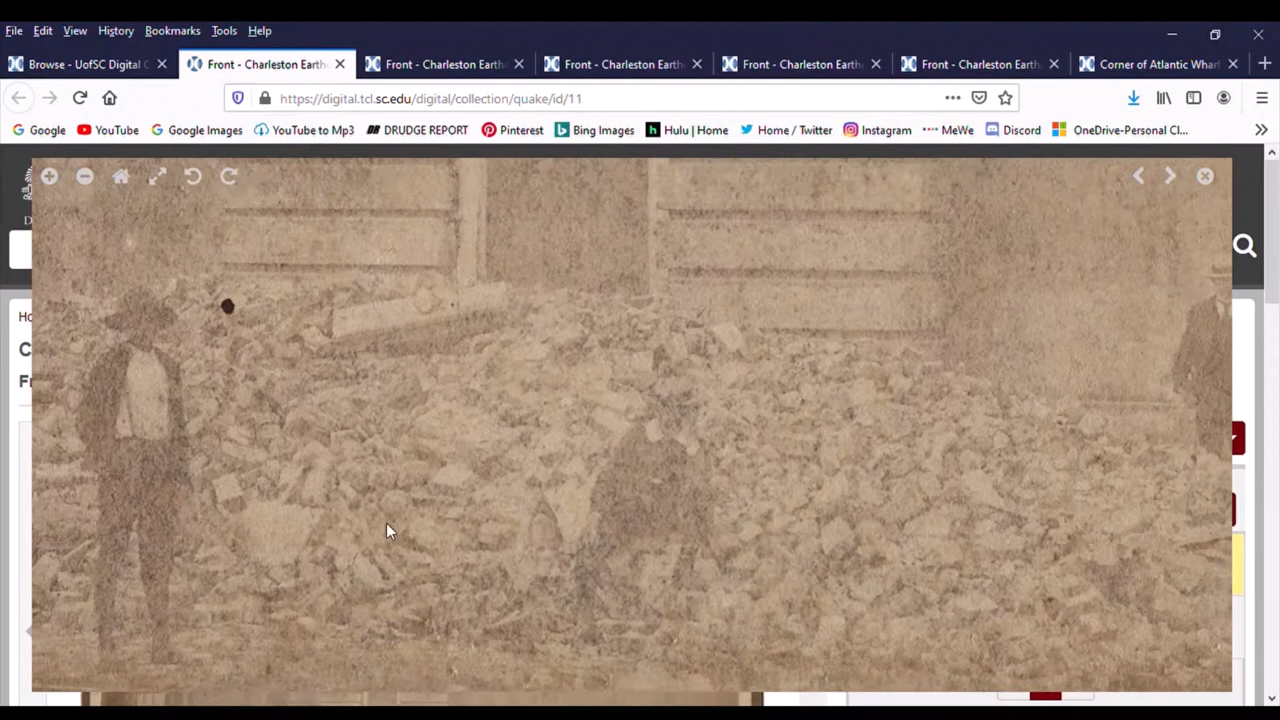 File Edit View History Bookmarks Tools Help
Browse - UofSC Digital C Front - Charleston Earth Front - Charleston Earth Front - Charleston Earth Front - Charleston Earth Front - Charleston Earth Corner of Atlantic Wharf
https://digital.tcl.sc.edu/digital/collection/quake/id/11
Google YouTube Google Images YouTube to Mp3 DRUDGE REPORT Pinterest Bing Images Hulu | Home Home / Twitter Instagram MeWe Discord OneDrive-Personal Cl...
D
Ho
C
F